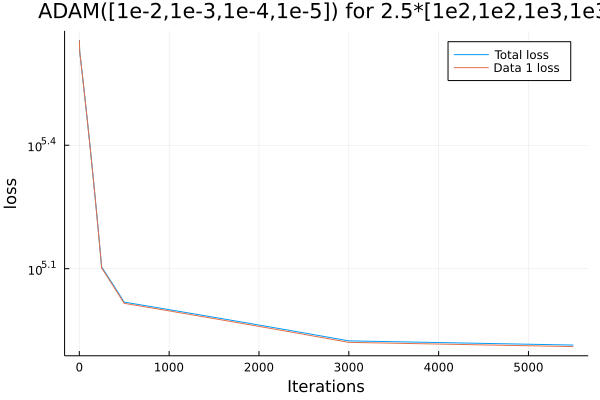 ADAM([1e-2,1e-3,1e-4,1e-5]) for 2.5*[1e2,1e2,1e3,1e3
Total loss
Data 1 loss
10^5.4
10^5.1
loss
0 1000 2000 3000 4000 5000
Iterations